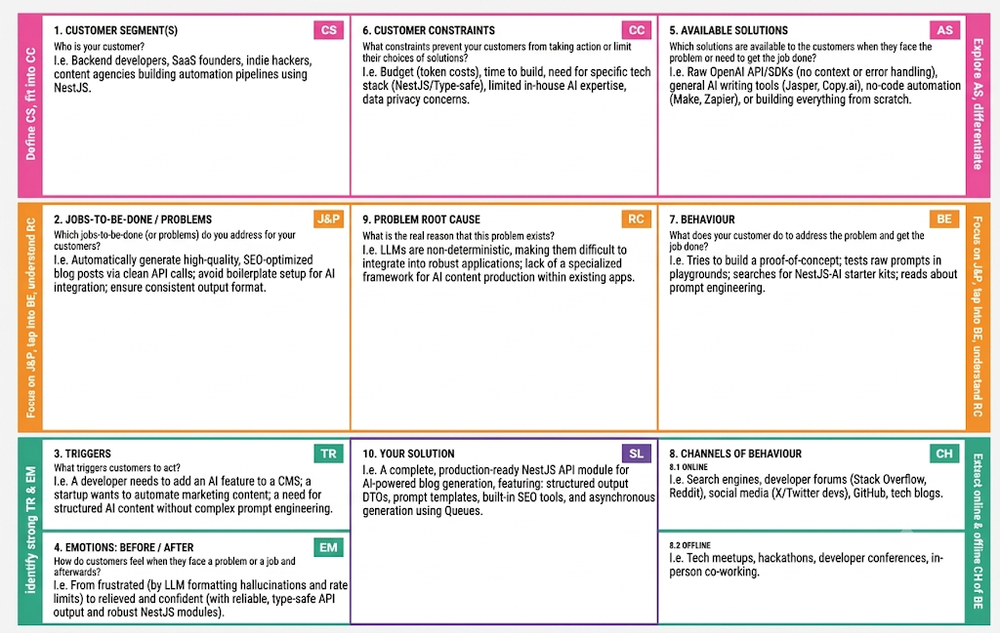 Define CS, fit into CC
1. CUSTOMER SEGMENT(S)
CS
Who is your customer?
I.e. Backend developers, SaaS founders, indie hackers,
content agencies building automation pipelines using
NestJS.
6. CUSTOMER CONSTRAINTS
CC
What constraints prevent your customers from taking action or limit
their choices of solutions?
I.e. Budget (token costs), time to build, need for specific tech
stack (NestJS/Type-safe), limited in-house AI expertise,
data privacy concerns.
5. AVAILABLE SOLUTIONS
AS
Which solutions are available to the customers when they face the
problem or need to get the job done?
I.e. Raw OpenAI API/SDKs (no context or error handling),
general AI writing tools (Jasper, Copy.ai), no-code automation
(Make, Zapier), or building everything from scratch.
Explore AS, differentiate
Focus on J&P, tap into BE, understand RC
2. JOBS-TO-BE-DONE / PROBLEMS
J&P
Which jobs-to-be-done (or problems) do you address for your
customers?
I.e. Automatically generate high-quality, SEO-optimized
blog posts via clean API calls; avoid boilerplate setup for AI
integration; ensure consistent output format.
9. PROBLEM ROOT CAUSE
RC
What is the real reason that this problem exists?
I.e. LLMs are non-deterministic, making them difficult to
integrate into robust applications; lack of a specialized
framework for AI content production within existing apps.
7. BEHAVIOUR
BE
What does your customer do to address the problem and get the
job done?
I.e. Tries to build a proof-of-concept; tests raw prompts in
playgrounds; searches for NestJS-AI starter kits; reads about
prompt engineering.
Focus on J&P, tap into BE, understand RC
identify strong TR & EM
3. TRIGGERS
TR
What triggers customers to act?
I.e. A developer needs to add an AI feature to a CMS; a
startup wants to automate marketing content; a need for
structured AI content without complex prompt engineering.
4. EMOTIONS: BEFORE / AFTER
EM
How do customers feel when they face a problem or a job and
afterwards?
I.e. From frustrated (by LLM formatting hallucinations and rate
limits) to relieved and confident (with reliable, type-safe API
output and robust NestJS modules).
10. YOUR SOLUTION
SL
I.e. A complete, production-ready NestJS API module for
AI-powered blog generation, featuring: structured output
DTOs, prompt templates, built-in SEO tools, and asynchronous
generation using Queues.
8. CHANNELS OF BEHAVIOUR
CH
8.1 ONLINE
I.e. Search engines, developer forums (Stack Overflow,
Reddit), social media (X/Twitter devs), GitHub, tech blogs.
8.2 OFFLINE
I.e. Tech meetups, hackathons, developer conferences, in-
person co-working.
Extract online & offline CH of BE